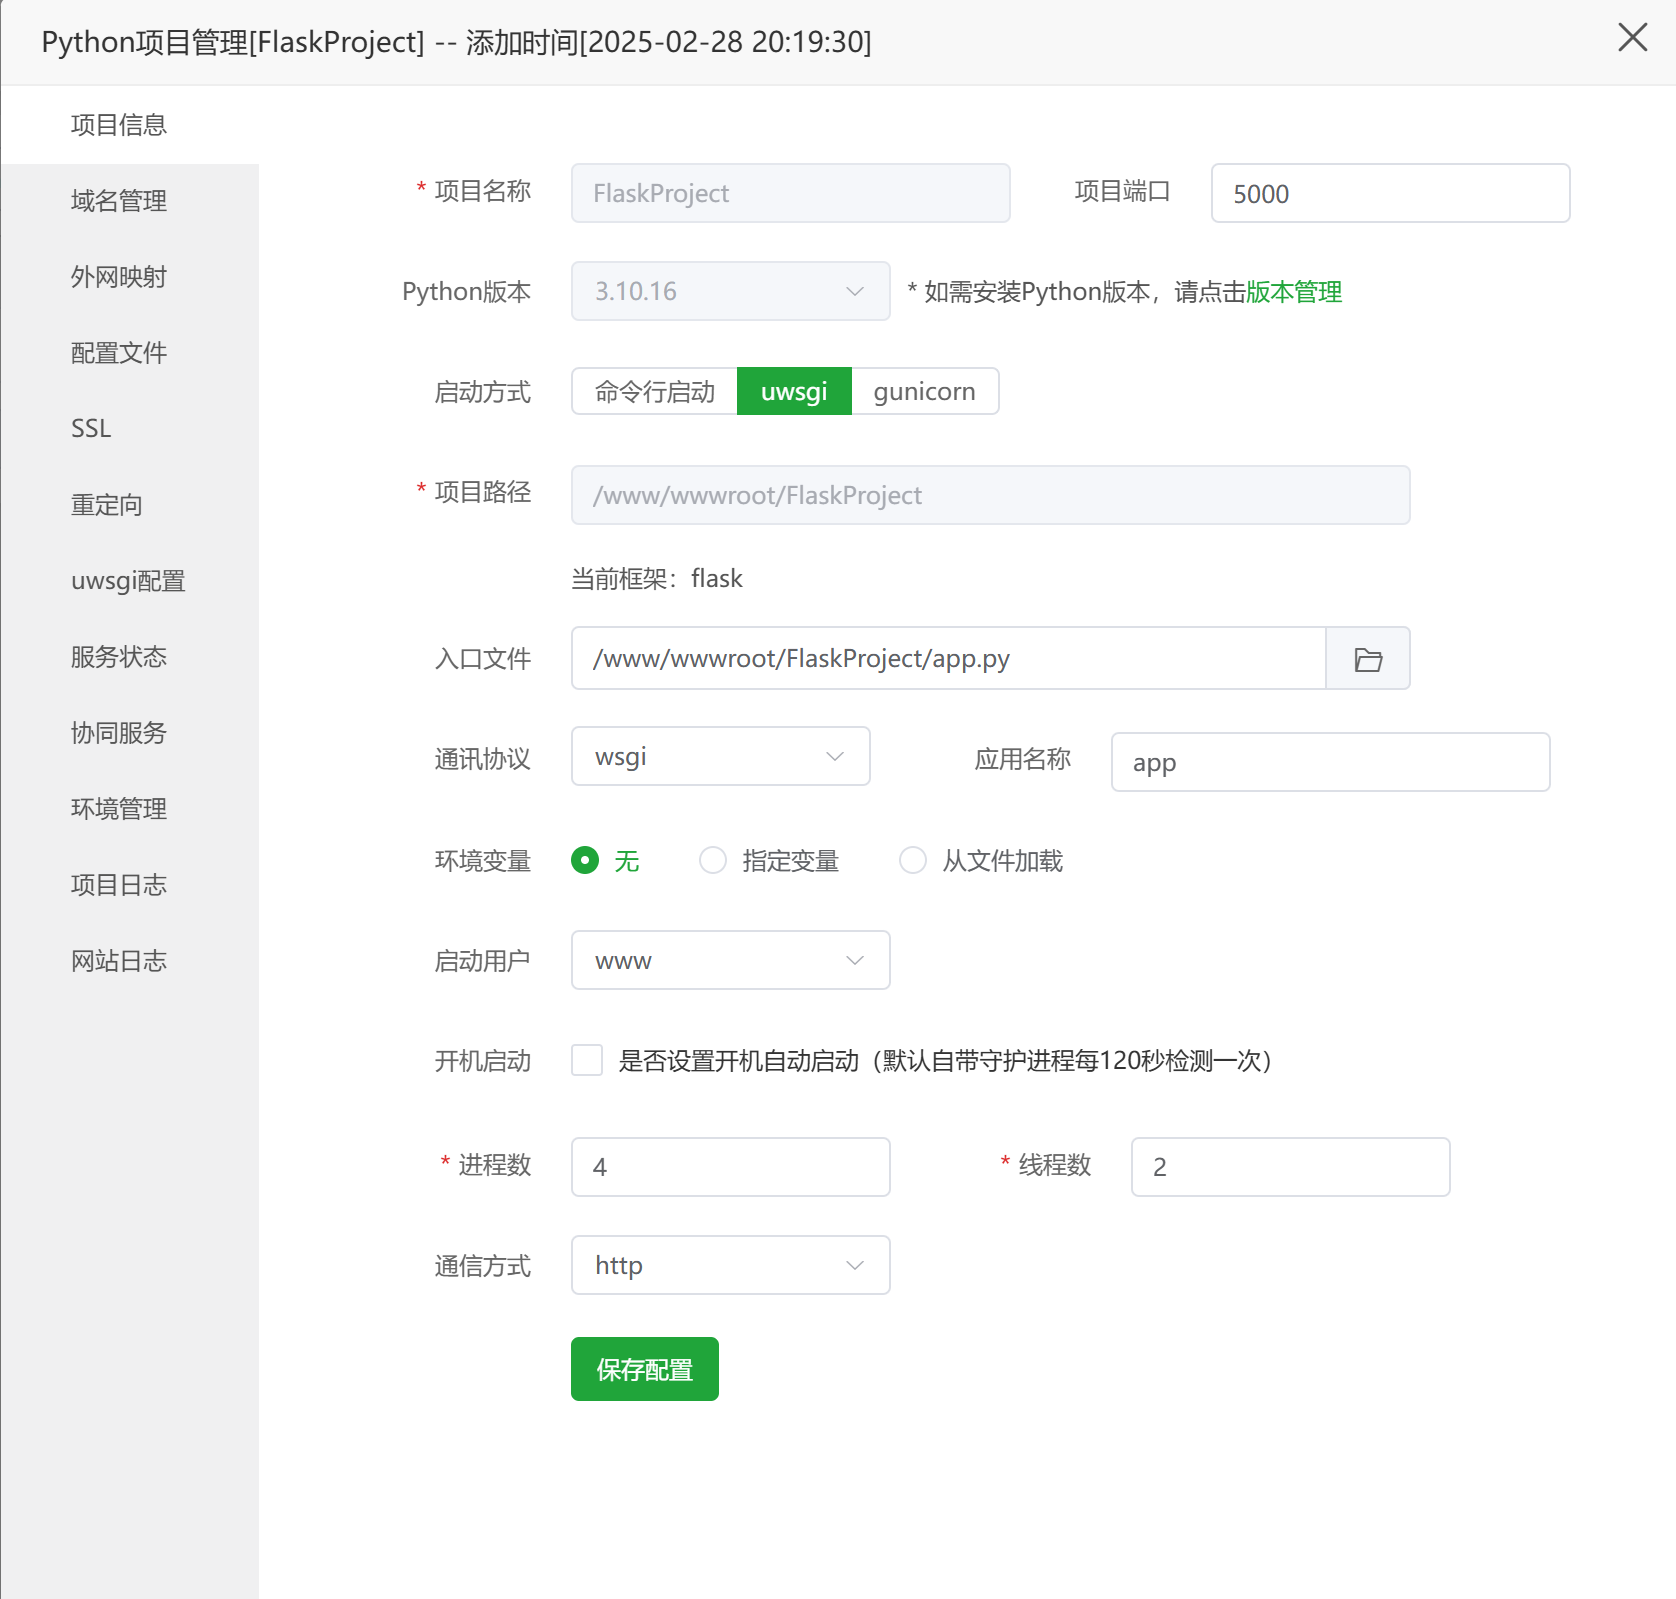 Python项目管理[FlaskProject] -- 添加时间[2025-02-28 20:19:30]
项目信息
域名管理
外网映射
配置文件
SSL
重定向
uwsgi配置
服务状态
协同服务
环境管理
项目日志
网站日志
* 项目名称 FlaskProject 项目端口 5000
Python版本 3.10.16 * 如需安装Python版本，请点击版本管理
启动方式 命令行启动 uwsgi gunicorn
* 项目路径 /www/wwwroot/FlaskProject
当前框架：flask
入口文件 /www/wwwroot/FlaskProject/app.py
通讯协议 wsgi 应用名称 app
环境变量 无 指定变量 从文件加载
启动用户 www
开机启动 是否设置开机自动启动（默认自带守护进程每120秒检测一次）
* 进程数 4 * 线程数 2
通信方式 http
保存配置